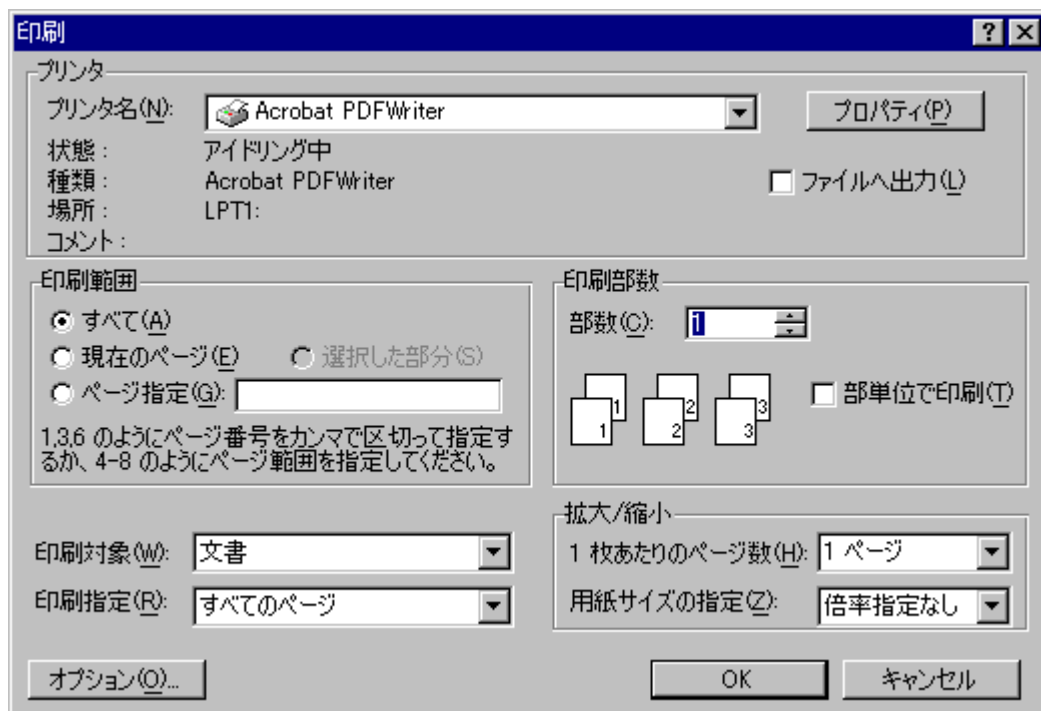 印刷
プリンタ
プリンタ名(N): Acrobat PDFWriter プロパティ(P)
状態 : アイドリング中
種類 : Acrobat PDFWriter ファイルへ出力(L)
場所 : LPT1:
コメント :
印刷範囲
すべて(A)
現在のページ(E) 選択した部分(S)
ページ指定(G):
1,3,6 のようにページ番号をカンマで区切って指定す
るか、4-8 のようにページ範囲を指定してください。
印刷部数
部数(C): 1
1 1 2 2 3 3 部単位で印刷(T)
印刷対象(W): 文書
印刷指定(R): すべてのページ
拡大/縮小
1 枚あたりのページ数(H): 1 ページ
用紙サイズの指定(Z): 倍率指定なし
オプション(O)... OK キャンセル